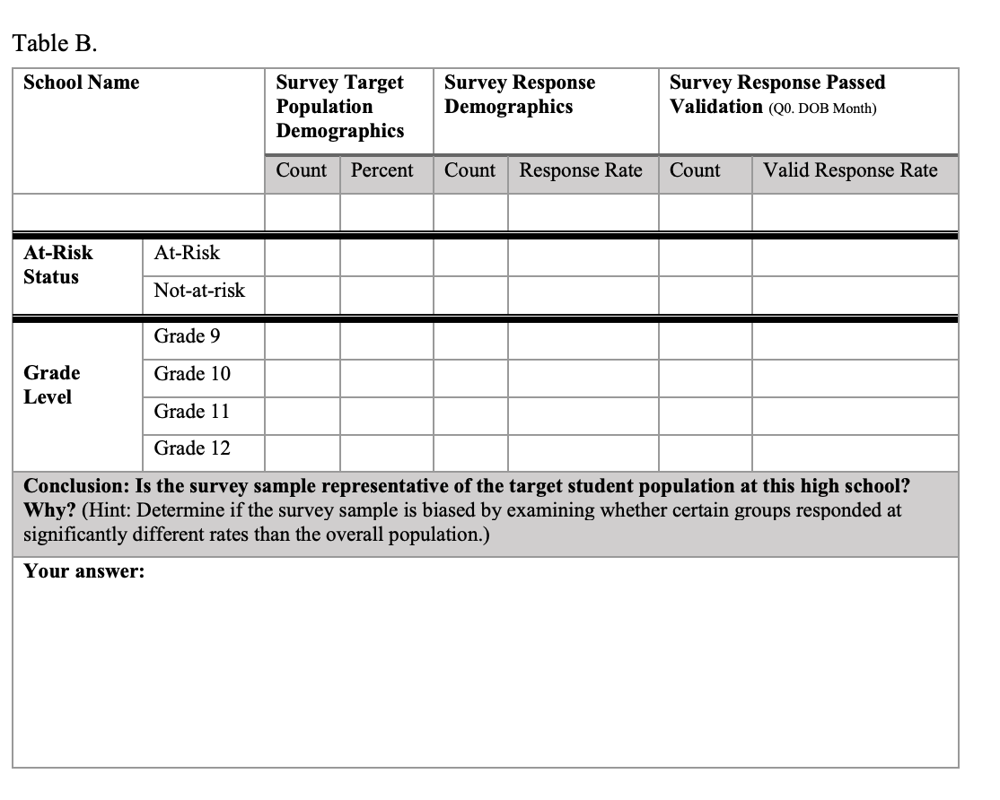 Table B.
School Name
Survey Target
Population
Demographics
Survey Response
Demographics
Survey Response Passed
Validation (Q0. DOB Month)
Count
Percent
Count
Response Rate
Count
Valid Response Rate
At-Risk
Status
At-Risk
Not-at-risk
Grade
Level
Grade 9
Grade 10
Grade 11
Grade 12
Conclusion: Is the survey sample representative of the target student population at this high school?
Why? (Hint: Determine if the survey sample is biased by examining whether certain groups responded at
significantly different rates than the overall population.)
Your answer: